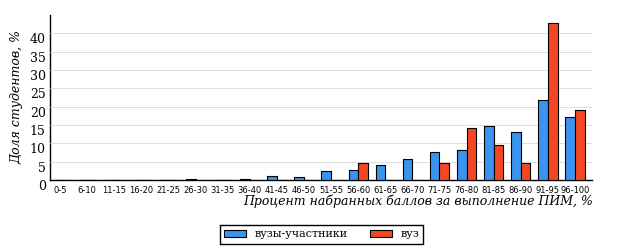 Доля студентов, %
40
35
30
25
20
15
10
5
0
0-5 6-10 11-15 16-20 21-25 26-30 31-35 36-40 41-45 46-50 51-55 56-60 61-65 66-70 71-75 76-80 81-85 86-90 91-95 96-100
Процент набранных баллов за выполнение ПИМ, %
вузы-участники вуз